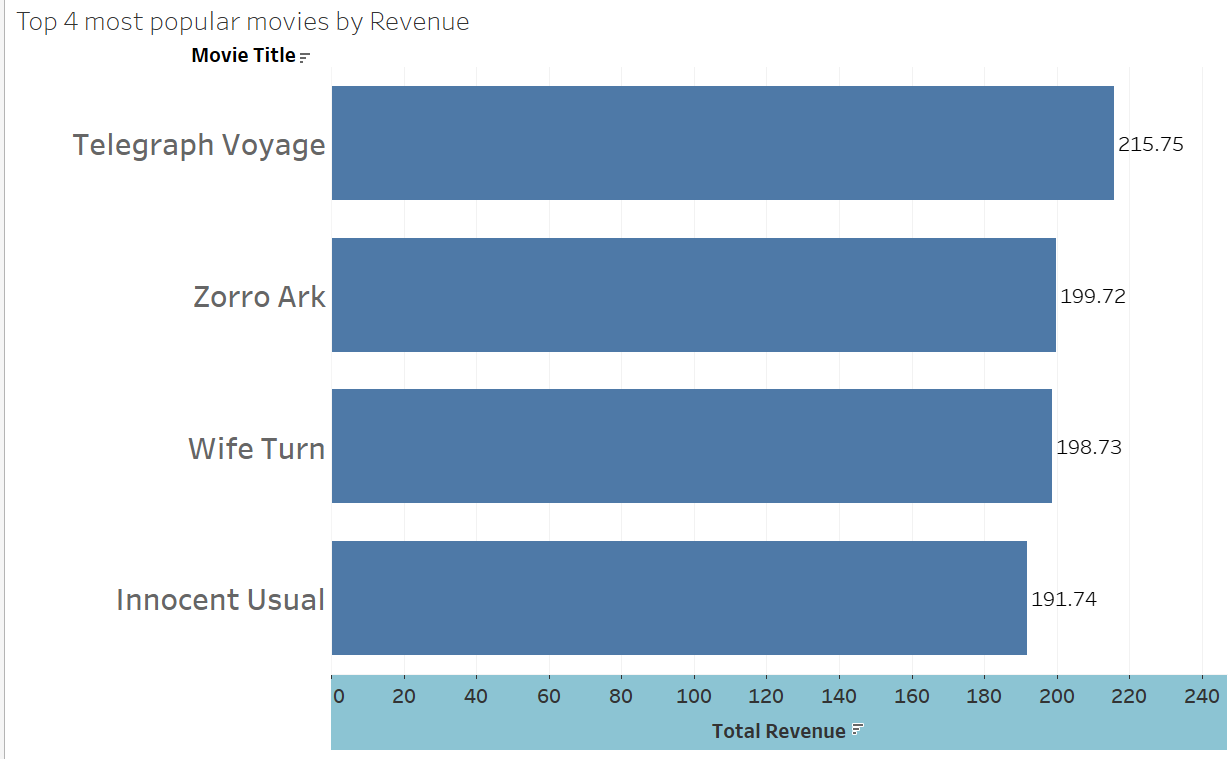 Top 4 most popular movies by Revenue
Movie Title
Telegraph Voyage 215.75
Zorro Ark 199.72
Wife Turn 198.73
Innocent Usual 191.74
0 20 40 60 80 100 120 140 160 180 200 220 240
Total Revenue